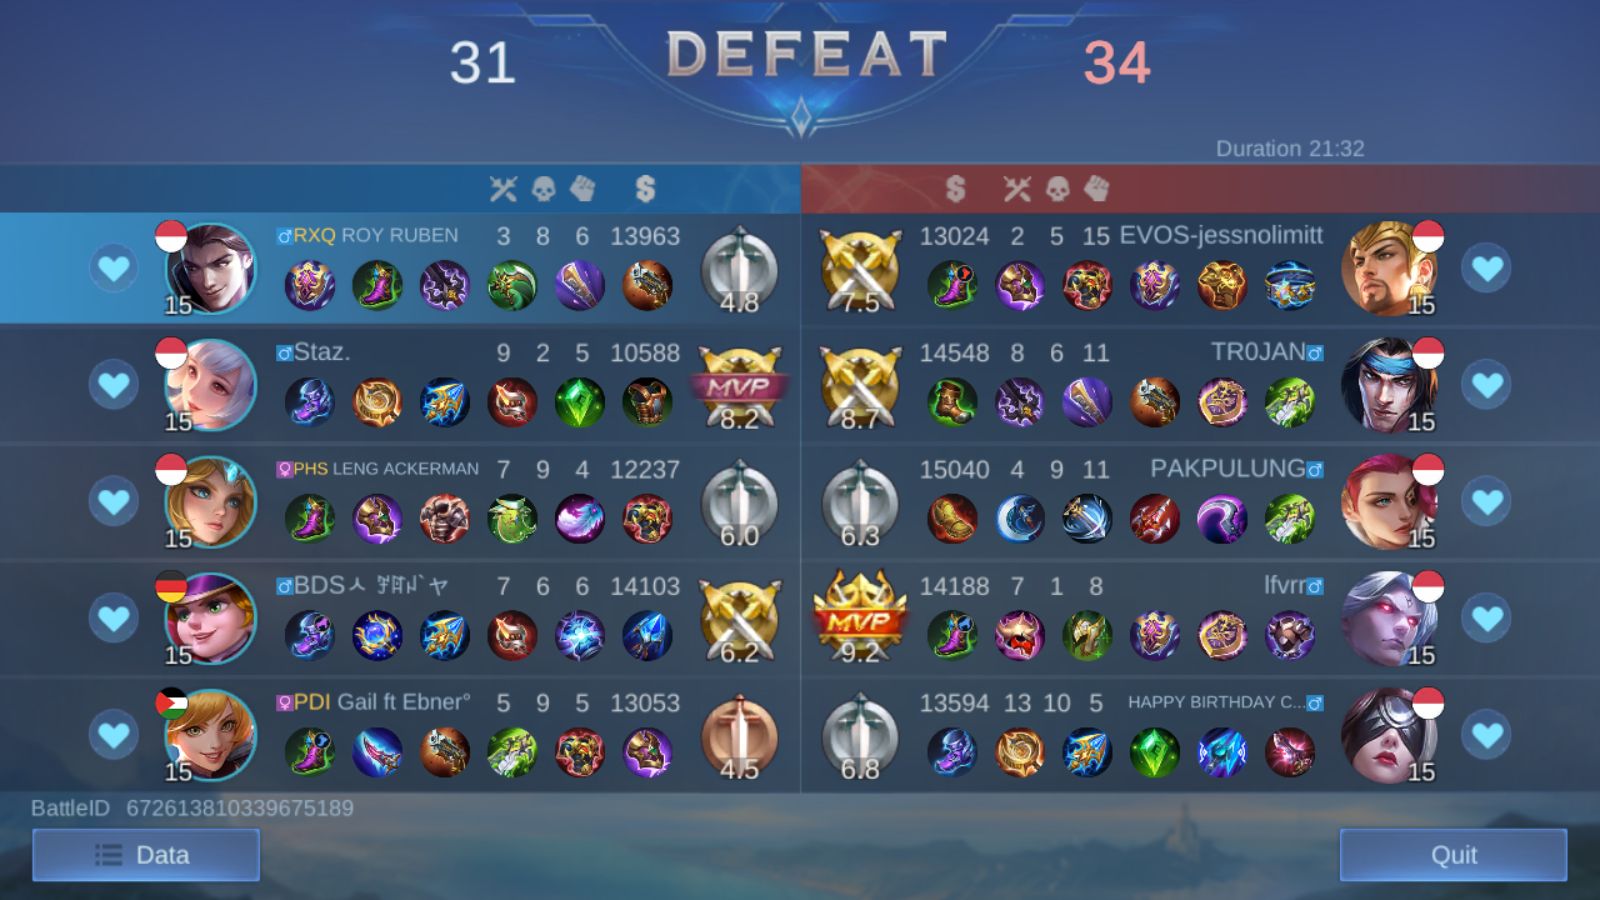 31 DEFEAT 34
Duration 21:32
RXQ ROY RUBEN 3 8 6 13963
15 4.8
13024 2 5 15 EVOS-jessnolimitt
7.5 15
Staz. 9 2 5 10588
15 MVP 8.2
14548 8 6 11 TR0JAN
8.7 15
PHS LENG ACKERMAN 7 9 4 12237
15 6.0
15040 4 9 11 PAKPULUNG
6.3 15
BDS 7 6 6 14103
15 6.2
14188 7 1 8 lfvrr
MVP 9.2 15
PDI Gail ft Ebner° 5 9 5 13053
15 4.5
13594 13 10 5 HAPPY BIRTHDAY C...
6.8 15
BattleID 672613810339675189
Data
Quit